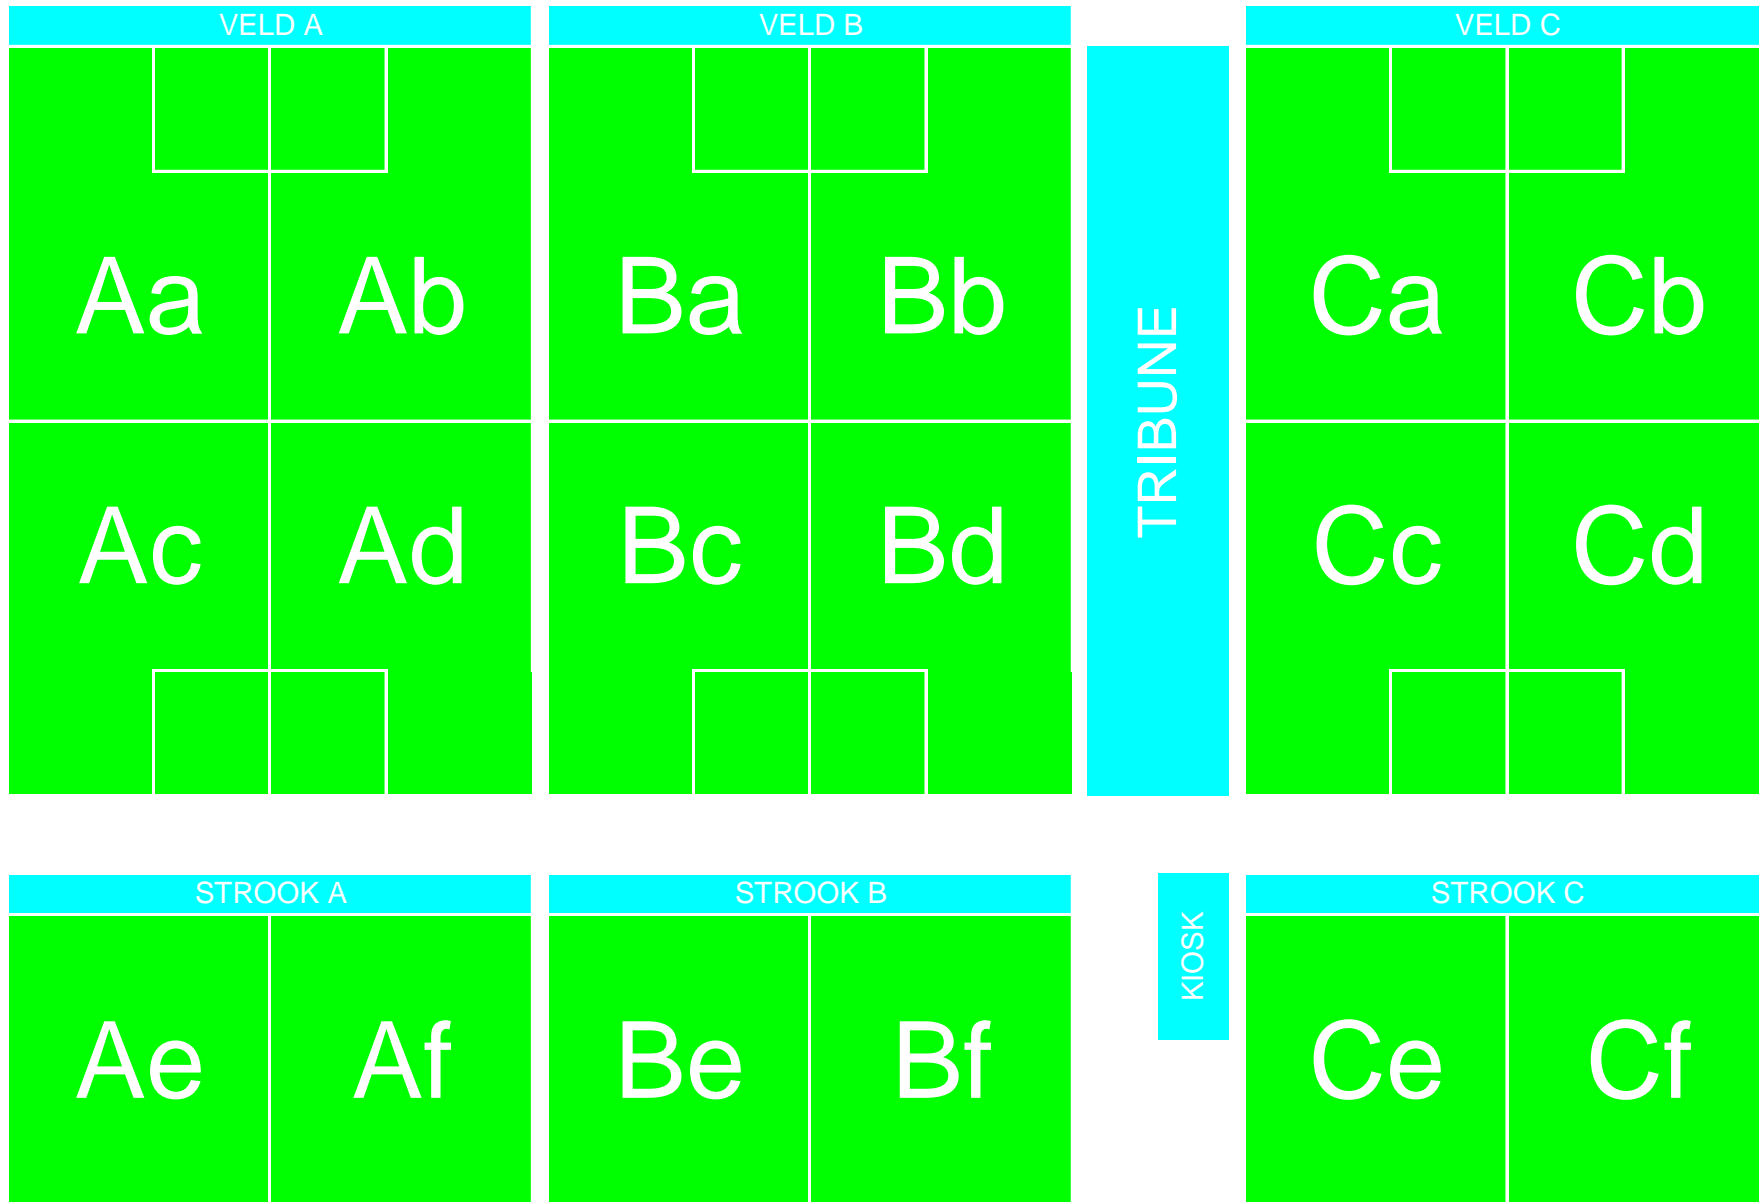 VELD A
VELD B
VELD C
Aa
Ab
Ba
Bb
TRIBUNE
Ca
Cb
Ac
Ad
Bc
Bd
Cc
Cd
STROOK A
STROOK B
KIOSK
STROOK C
Ae
Af
Be
Bf
Ce
Cf